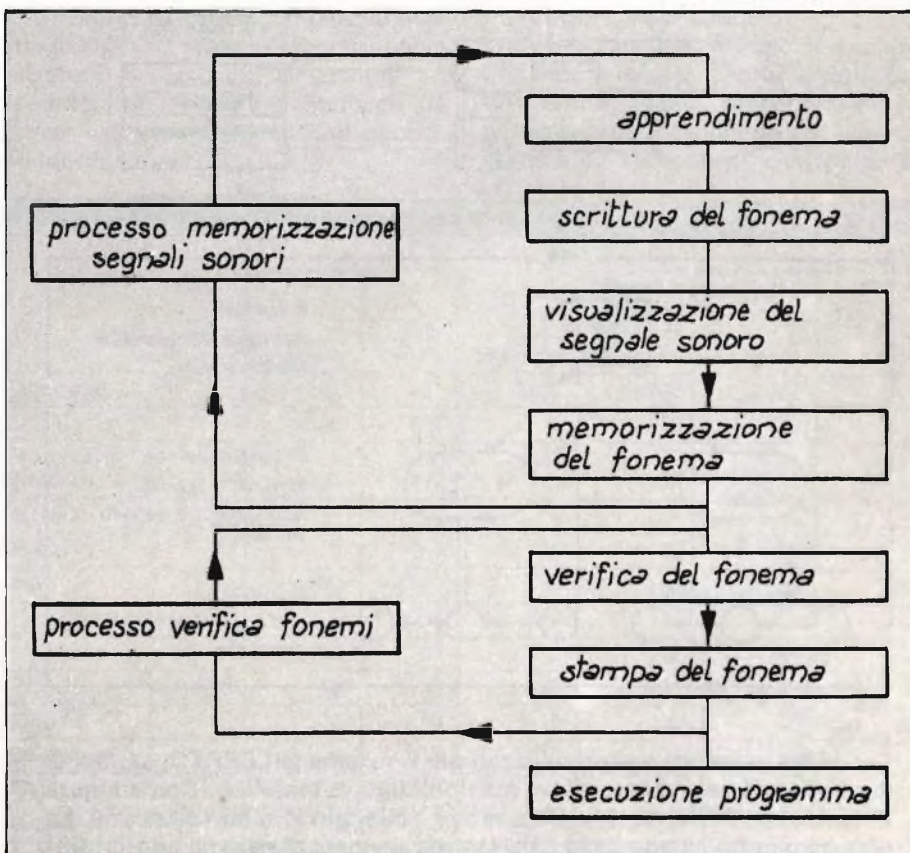 apprendimento
scrittura del fonema
processo memorizzazione
segnali sonori
visualizzazione del
segnale sonoro
memorizzazione
del fonema
verifica del fonema
processo verifica fonemi
stampa del fonema
esecuzione programma